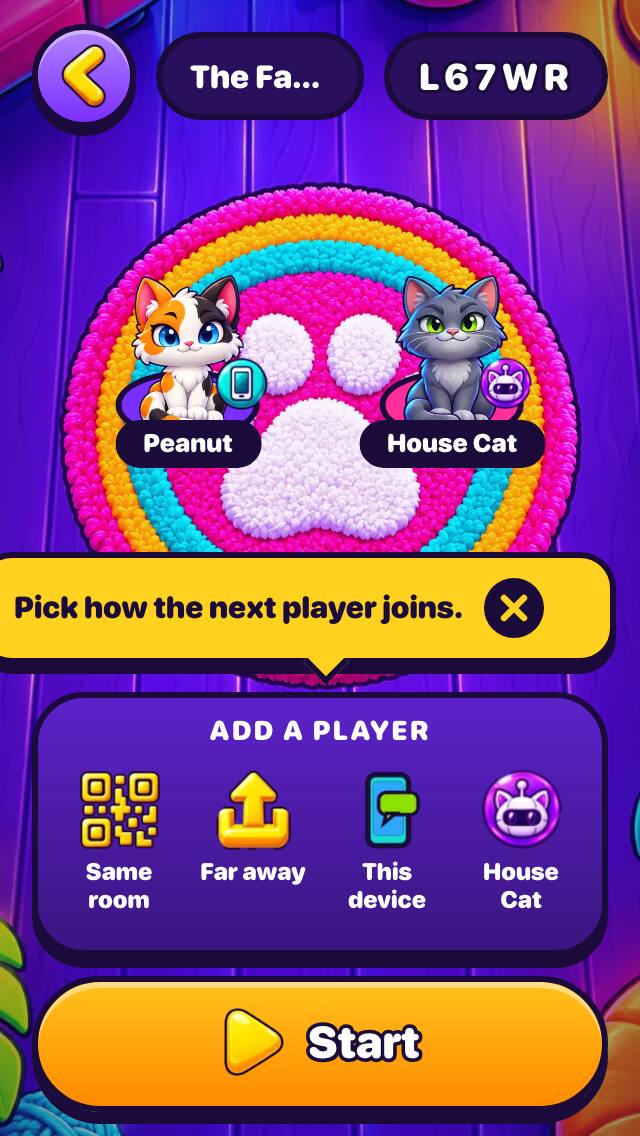 The Fa...
L67WR
Peanut
House Cat
Pick how the next player joins.
ADD A PLAYER
Same
room
Far away
This
device
House
Cat
Start